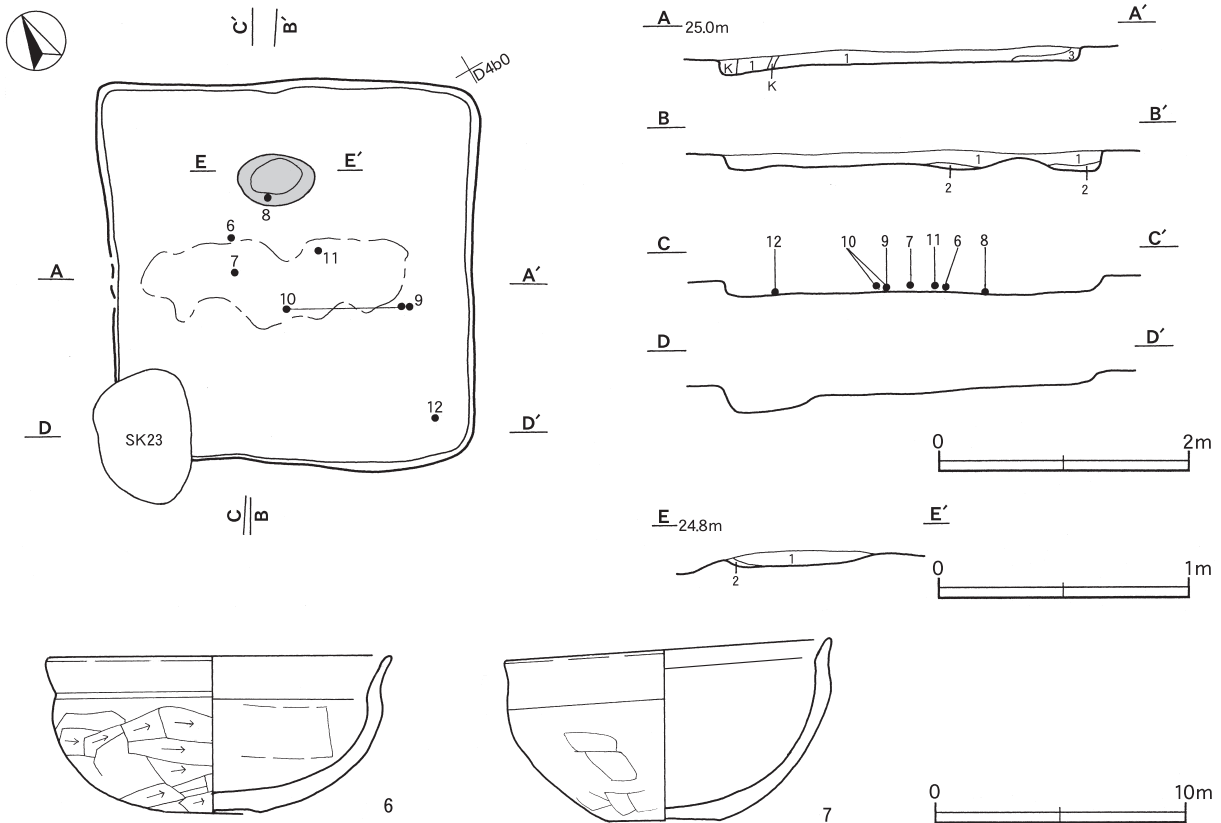 C′ B′
D4b0
E E′
8
6
7
11
10 9
A A′
12
D D′
SK23
C B
A 25.0m A′
K 1 K 1 3
B B′
1 1
2 2
C C′
12 10 9 7 11 6 8
D D′
0 2m
E 24.8m E′
1
2
0 1m
6
7
0 10m